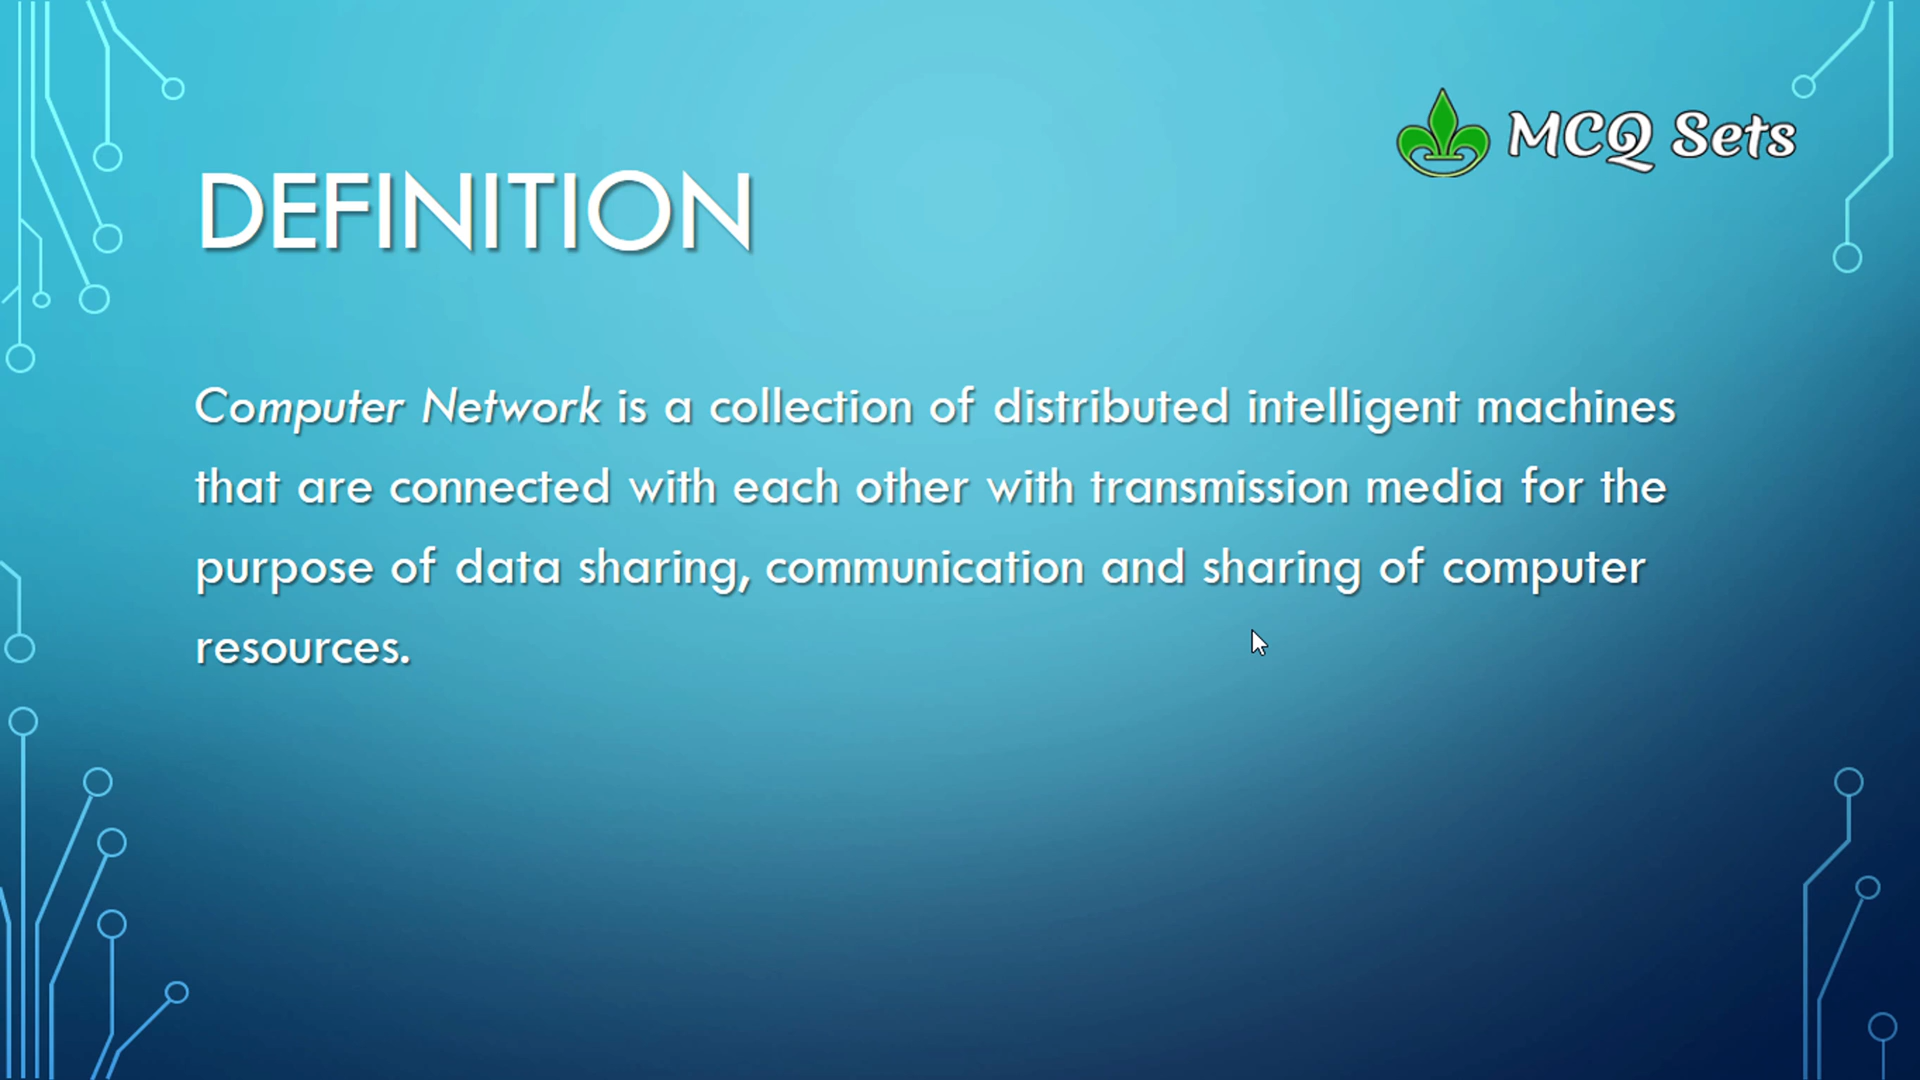 MCQ Sets
DEFINITION
Computer Network is a collection of distributed intelligent machines
that are connected with each other with transmission media for the
purpose of data sharing, communication and sharing of computer
resources.